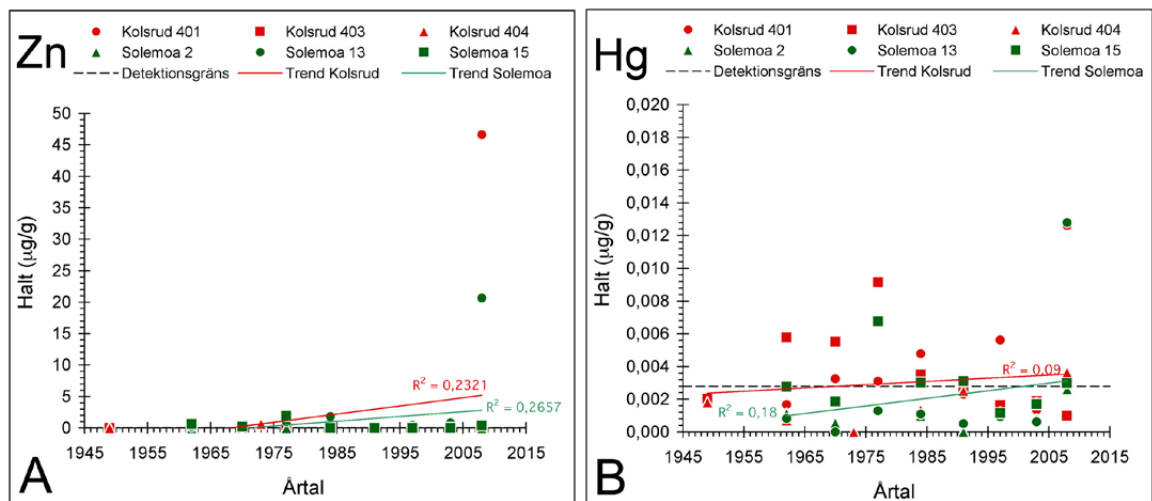 Zn
Kolsrud 401 Kolsrud 403 Kolsrud 404
Solemoa 2 Solemoa 13 Solemoa 15
Detektionsgräns Trend Kolsrud Trend Solemoa
Halt (µg/g)
50
45
40
35
30
25
20
15
10
5
0
R² = 0,2321
R² = 0,2657
1945 1955 1965 1975 1985 1995 2005 2015
Årtal
A
Hg
Kolsrud 401 Kolsrud 403 Kolsrud 404
Solemoa 2 Solemoa 13 Solemoa 15
Detektionsgräns Trend Kolsrud Trend Solemoa
Halt (µg/g)
0,020
0,018
0,016
0,014
0,012
0,010
0,008
0,006
0,004
0,002
0,000
R² = 0,09
R² = 0,18
1945 1955 1965 1975 1985 1995 2005 2015
Årtal
B